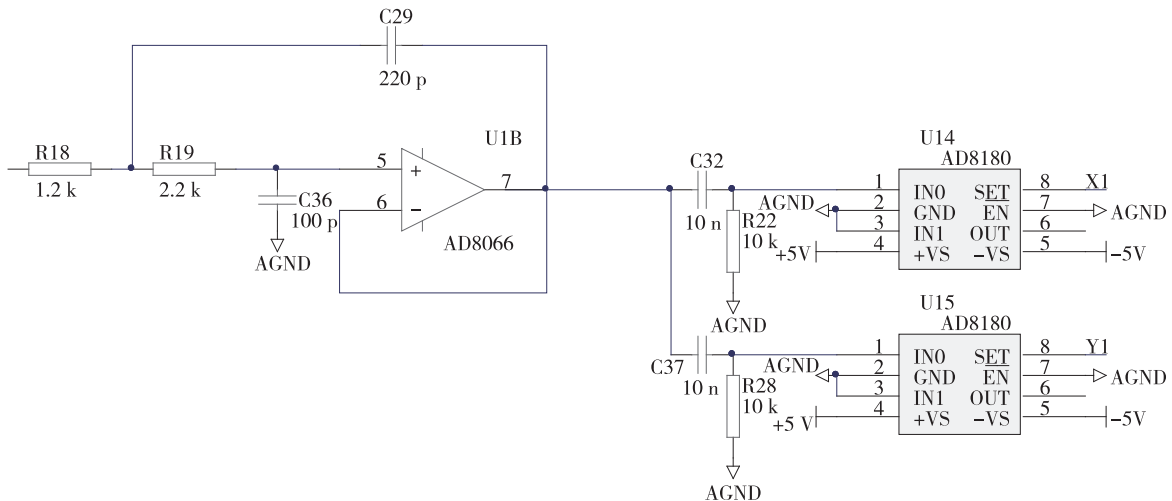 C29
220 p
R18
1.2 k
R19
2.2 k
C36
100 p
AGND
5
6
7
+
−
U1B
AD8066
C32
10 n
R22
10 k
AGND
U14
AD8180
AGND
+5V
1 IN0 SET 8 X1
2 GND EN 7 AGND
3 IN1 OUT 6
4 +VS −VS 5 −5V
C37
10 n
R28
10 k
AGND
U15
AD8180
AGND
+5 V
1 IN0 SET 8 Y1
2 GND EN 7 AGND
3 IN1 OUT 6
4 +VS −VS 5 −5V